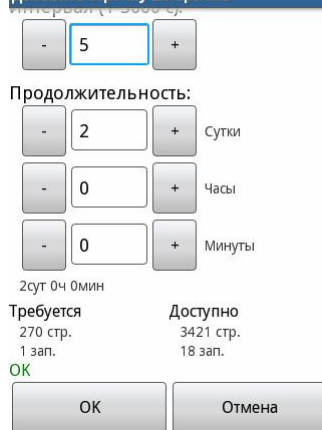 - 5 +
Продолжительность:
- 2 + Сутки
- 0 + Часы
- 0 + Минуты
2сут 0ч 0мин
Требуется Доступно
270 стр. 3421 стр.
1 зап. 18 зап.
OK
OK Отмена